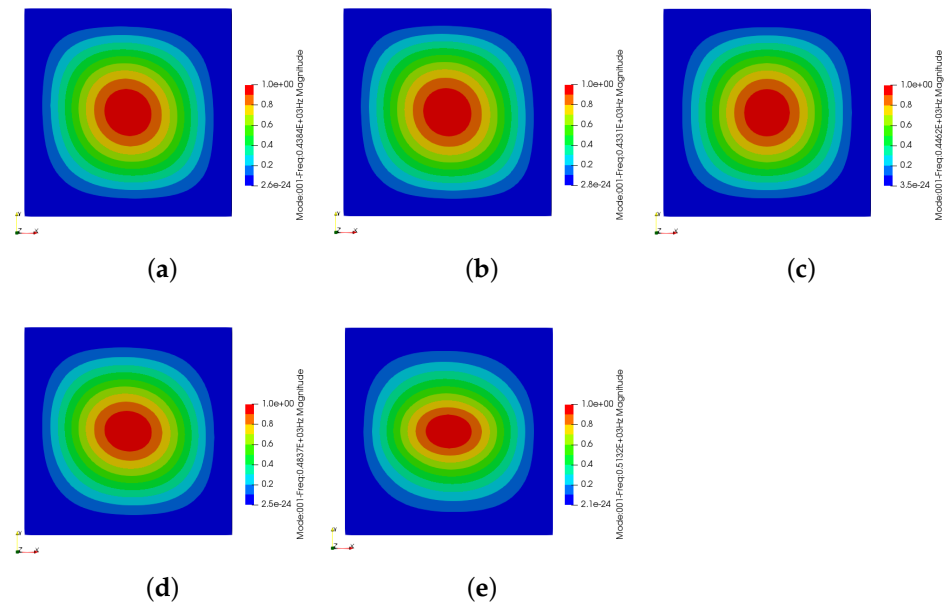 1.0e+00
0.8
0.6
0.4
0.2
2.6e-24
Mode:001-Freq:0.4384E+03Hz Magnitude
Y
Z
X
(a)
1.0e+00
0.8
0.6
0.4
0.2
2.8e-24
Mode:001-Freq:0.4331E+03Hz Magnitude
Y
Z
X
(b)
1.0e+00
0.8
0.6
0.4
0.2
3.5e-24
Mode:001-Freq:0.4462E+03Hz Magnitude
Y
Z
X
(c)
1.0e+00
0.8
0.6
0.4
0.2
2.5e-24
Mode:001-Freq:0.4837E+03Hz Magnitude
Y
Z
X
(d)
1.0e+00
0.8
0.6
0.4
0.2
2.1e-24
Mode:001-Freq:0.5132E+03Hz Magnitude
Y
Z
X
(e)